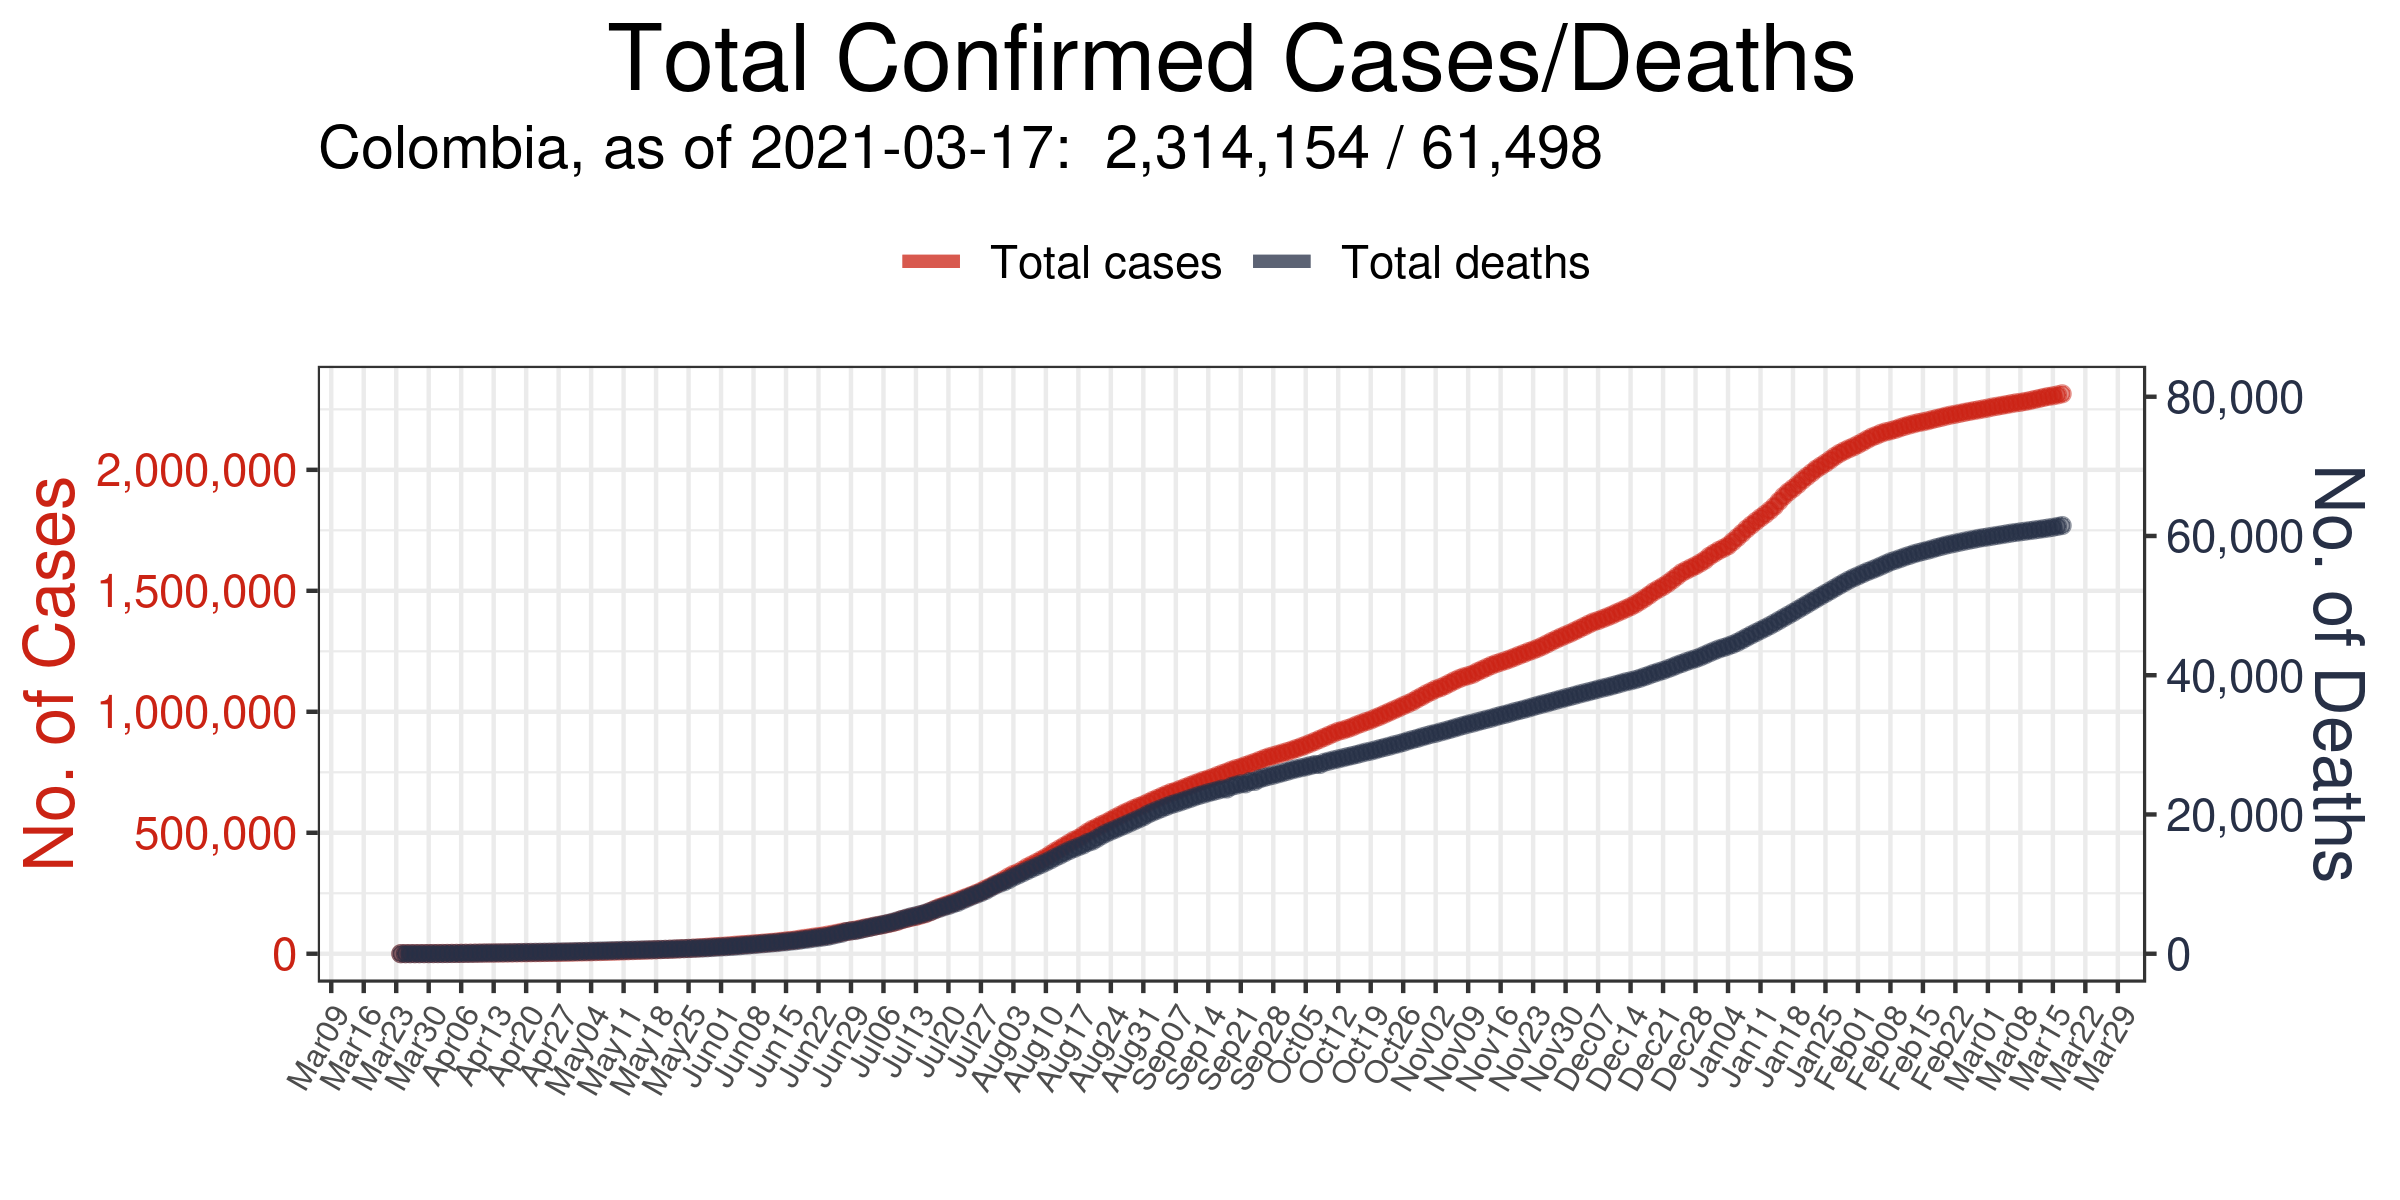 Total Confirmed Cases/Deaths
Colombia, as of 2021-03-17:  2,314,154 / 61,498
Total cases
Total deaths
No. of Cases
2,000,000
1,500,000
1,000,000
500,000
0
80,000
60,000
40,000
20,000
0
No. of Deaths
Mar09
Mar16
Mar23
Mar30
Apr06
Apr13
Apr20
Apr27
May04
May11
May18
May25
Jun01
Jun08
Jun15
Jun22
Jun29
Jul06
Jul13
Jul20
Jul27
Aug03
Aug10
Aug17
Aug24
Aug31
Sep07
Sep14
Sep21
Sep28
Oct05
Oct12
Oct19
Oct26
Nov02
Nov09
Nov16
Nov23
Nov30
Dec07
Dec14
Dec21
Dec28
Jan04
Jan11
Jan18
Jan25
Feb01
Feb08
Feb15
Feb22
Mar01
Mar08
Mar15
Mar22
Mar29